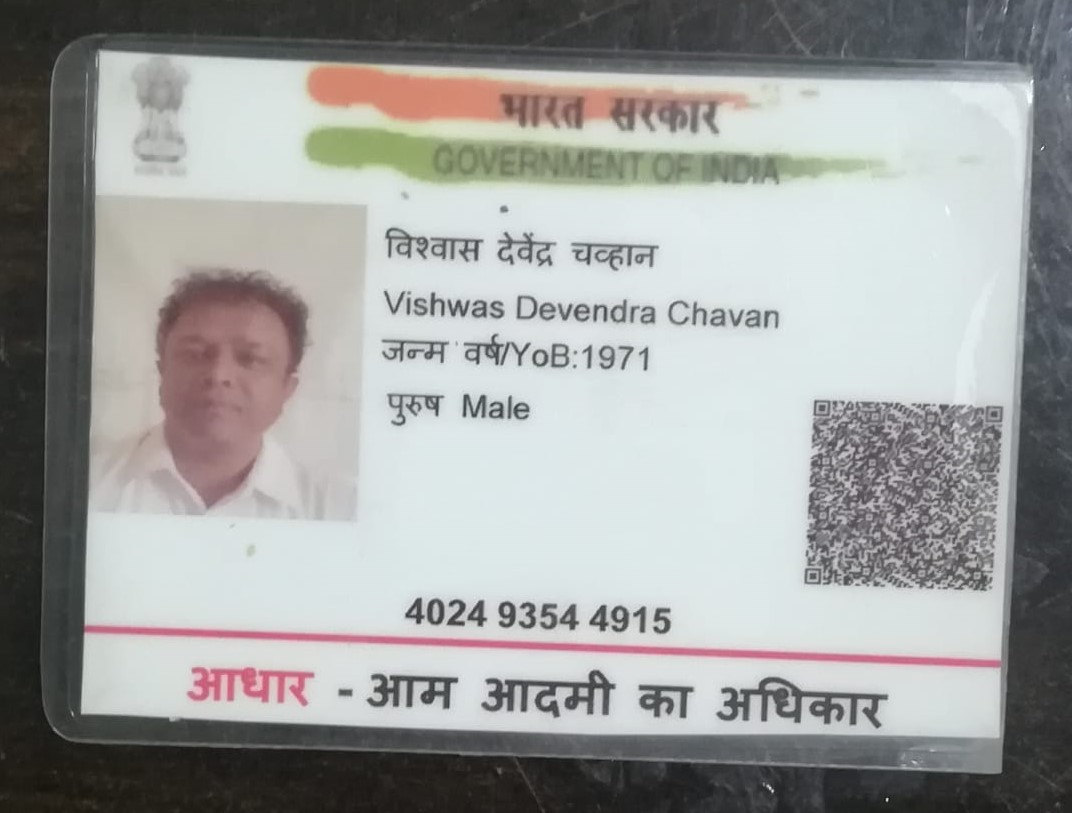 भारत सरकार
GOVERNMENT OF INDIA
विश्वास देवेंद्र चव्हान
Vishwas Devendra Chavan
जन्म वर्ष/YoB:1971
पुरुष Male
4024 9354 4915
आधार - आम आदमी का अधिकार